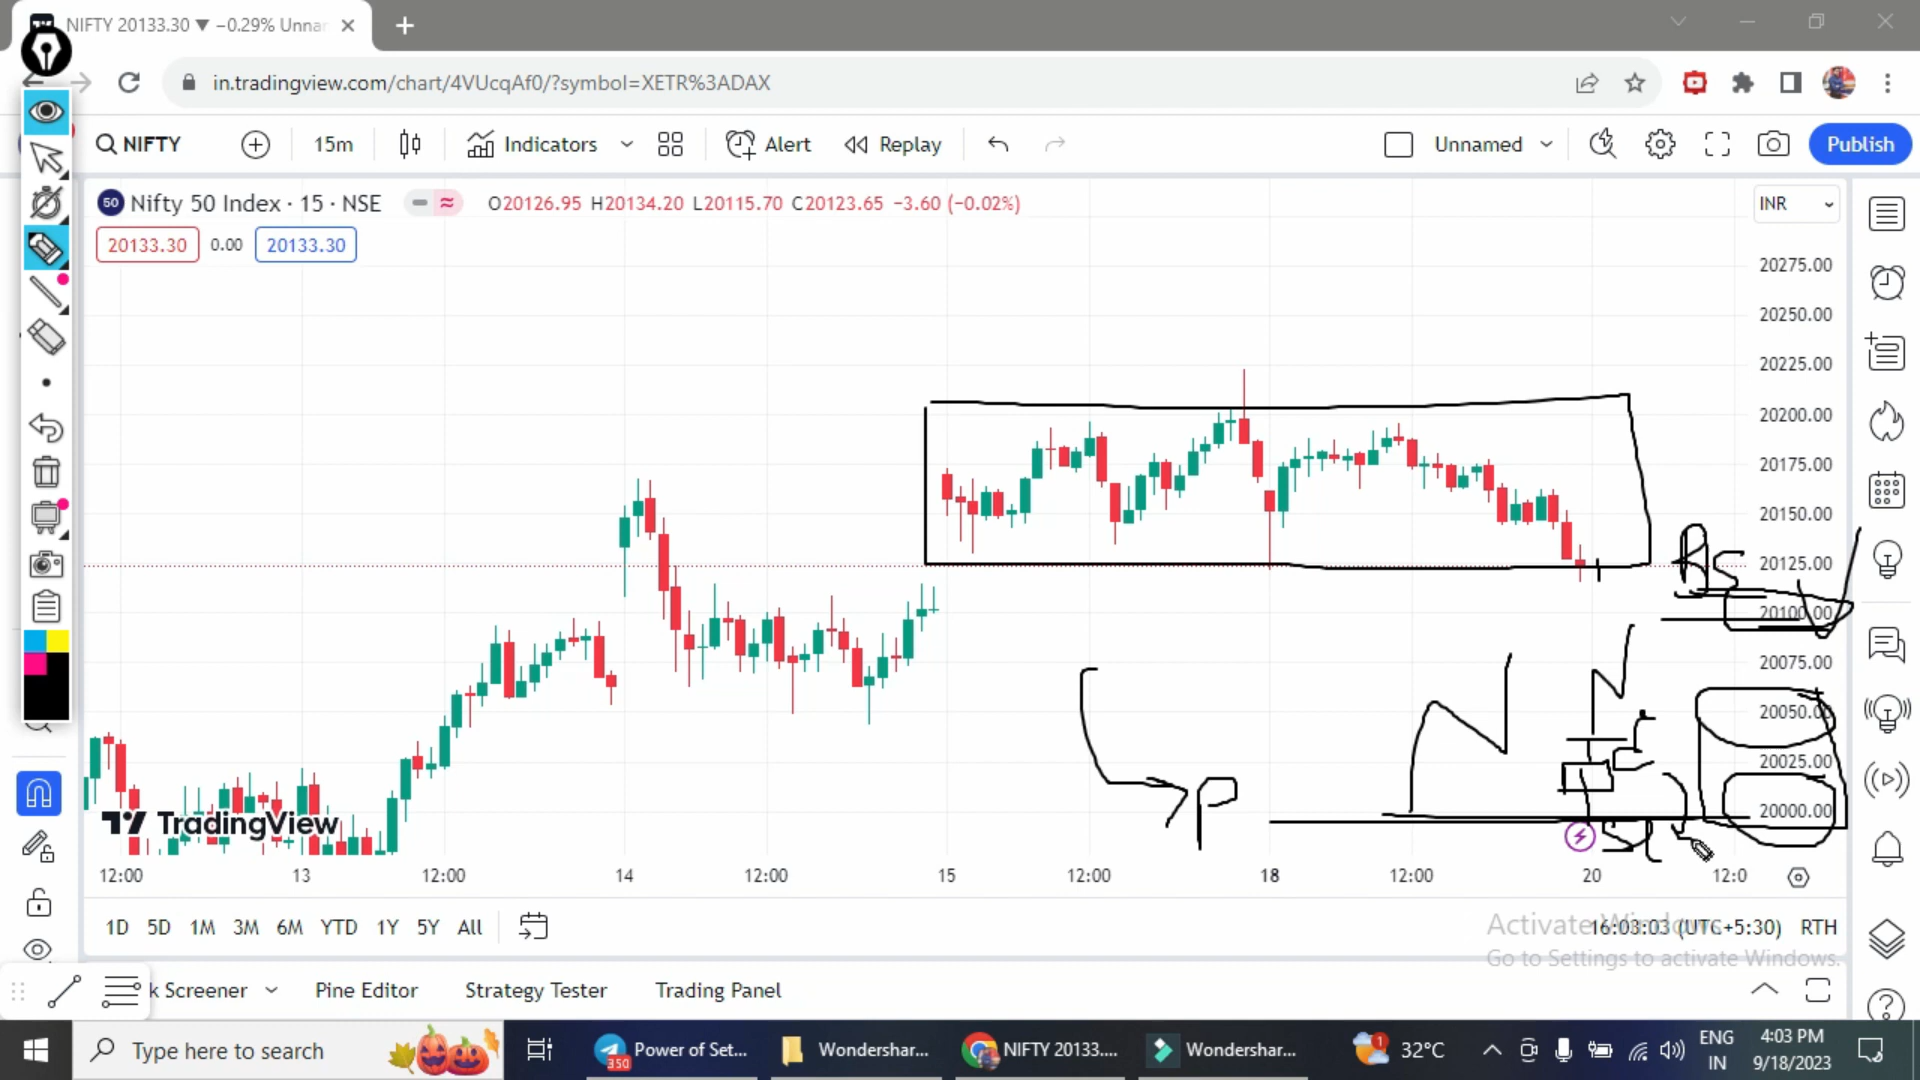 NIFTY 20133.30 ▼ −0.29% Unnar
in.tradingview.com/chart/4VUcqAf0/?symbol=XETR%3ADAX
NIFTY
15m
Indicators
Alert
Replay
Unnamed
Publish
50 Nifty 50 Index · 15 · NSE
O20126.95 H20134.20 L20115.70 C20123.65 −3.60 (−0.02%)
INR
20133.30 0.00 20133.30
20275.00
20250.00
20225.00
20200.00
20175.00
20150.00
20125.00
20100.00
20075.00
20050.00
20025.00
20000.00
P
TradingView
12:00 13 12:00 14 12:00 15 12:00 18 12:00 20 12:0
1D 5D 1M 3M 6M YTD 1Y 5Y All
16:03:03 (UTC+5:30) RTH
Activate Windows
Go to Settings to activate Windows.
k Screener
Pine Editor
Strategy Tester
Trading Panel
Type here to search
350
Power of Set...
Wondershar...
NIFTY 20133....
Wondershar...
1
32°C
ENG
IN
4:03 PM
9/18/2023